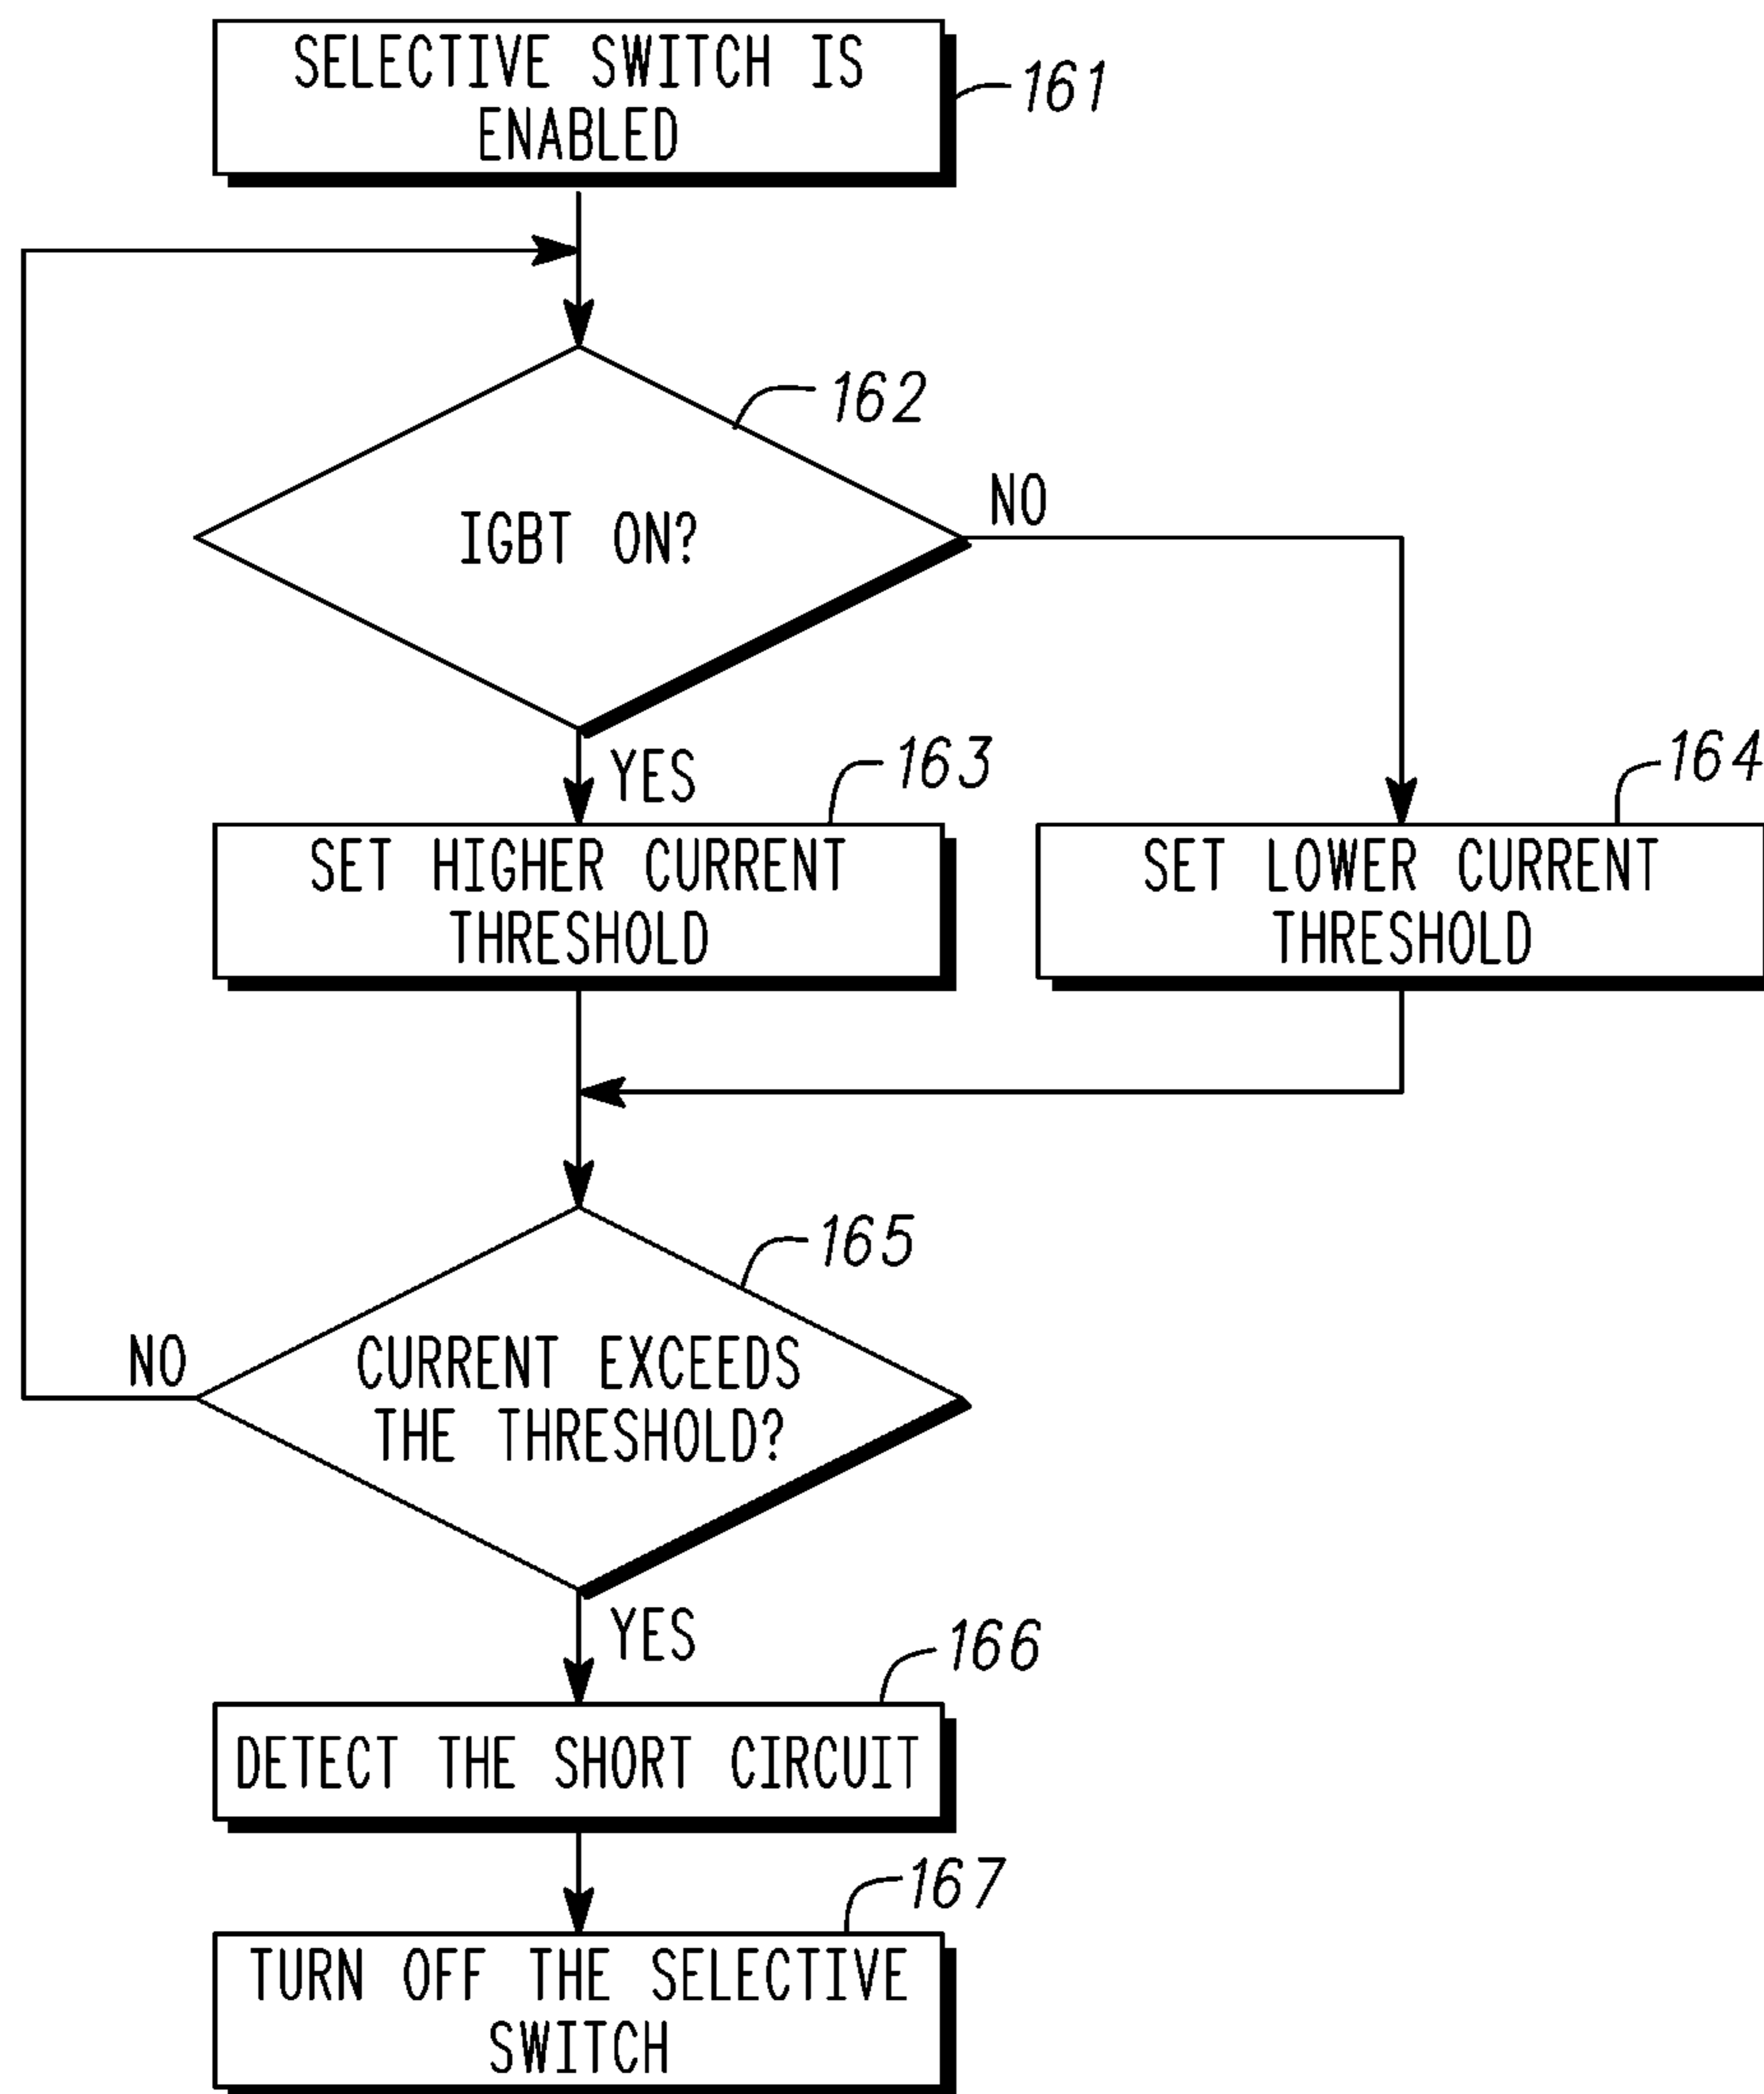 SELECTIVE SWITCH IS
ENABLED
161
162
IGBT ON?
NO
YES
163
164
SET HIGHER CURRENT
THRESHOLD
SET LOWER CURRENT
THRESHOLD
165
CURRENT EXCEEDS
THE THRESHOLD?
NO
YES
166
DETECT THE SHORT CIRCUIT
167
TURN OFF THE SELECTIVE
SWITCH